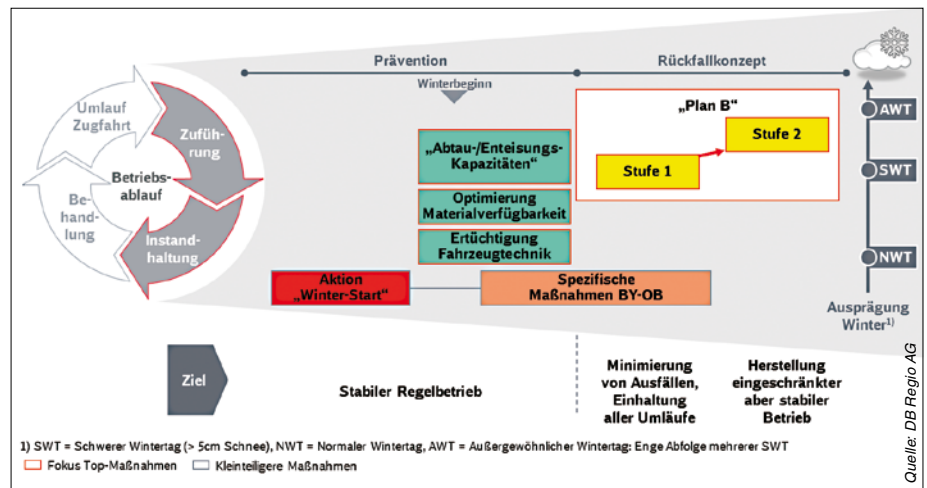 Prävention
Rückfallkonzept
Winterbeginn
Umlauf
Zugfahrt
Zufüh-
rung
Betriebs-
ablauf
Be-
hand-
lung
Instand-
haltung
„Abtau-/Enteisungs-
Kapazitäten“
Optimierung
Materialverfügbarkeit
Ertüchtigung
Fahrzeugtechnik
Aktion
„Winter-Start“
Spezifische
Maßnahmen BY-OB
„Plan B“
Stufe 1
Stufe 2
AWT
SWT
NWT
Ausprägung
Winter1)
Ziel
Stabiler Regelbetrieb
Minimierung
von Ausfällen,
Einhaltung
aller Umläufe
Herstellung
eingeschränkter
aber stabiler
Betrieb
1) SWT = Schwerer Wintertag (> 5cm Schnee), NWT = Normaler Wintertag, AWT = Außergewöhnlicher Wintertag: Enge Abfolge mehrerer SWT
Fokus Top-Maßnahmen
Kleinteiligere Maßnahmen
Quelle: DB Regio AG